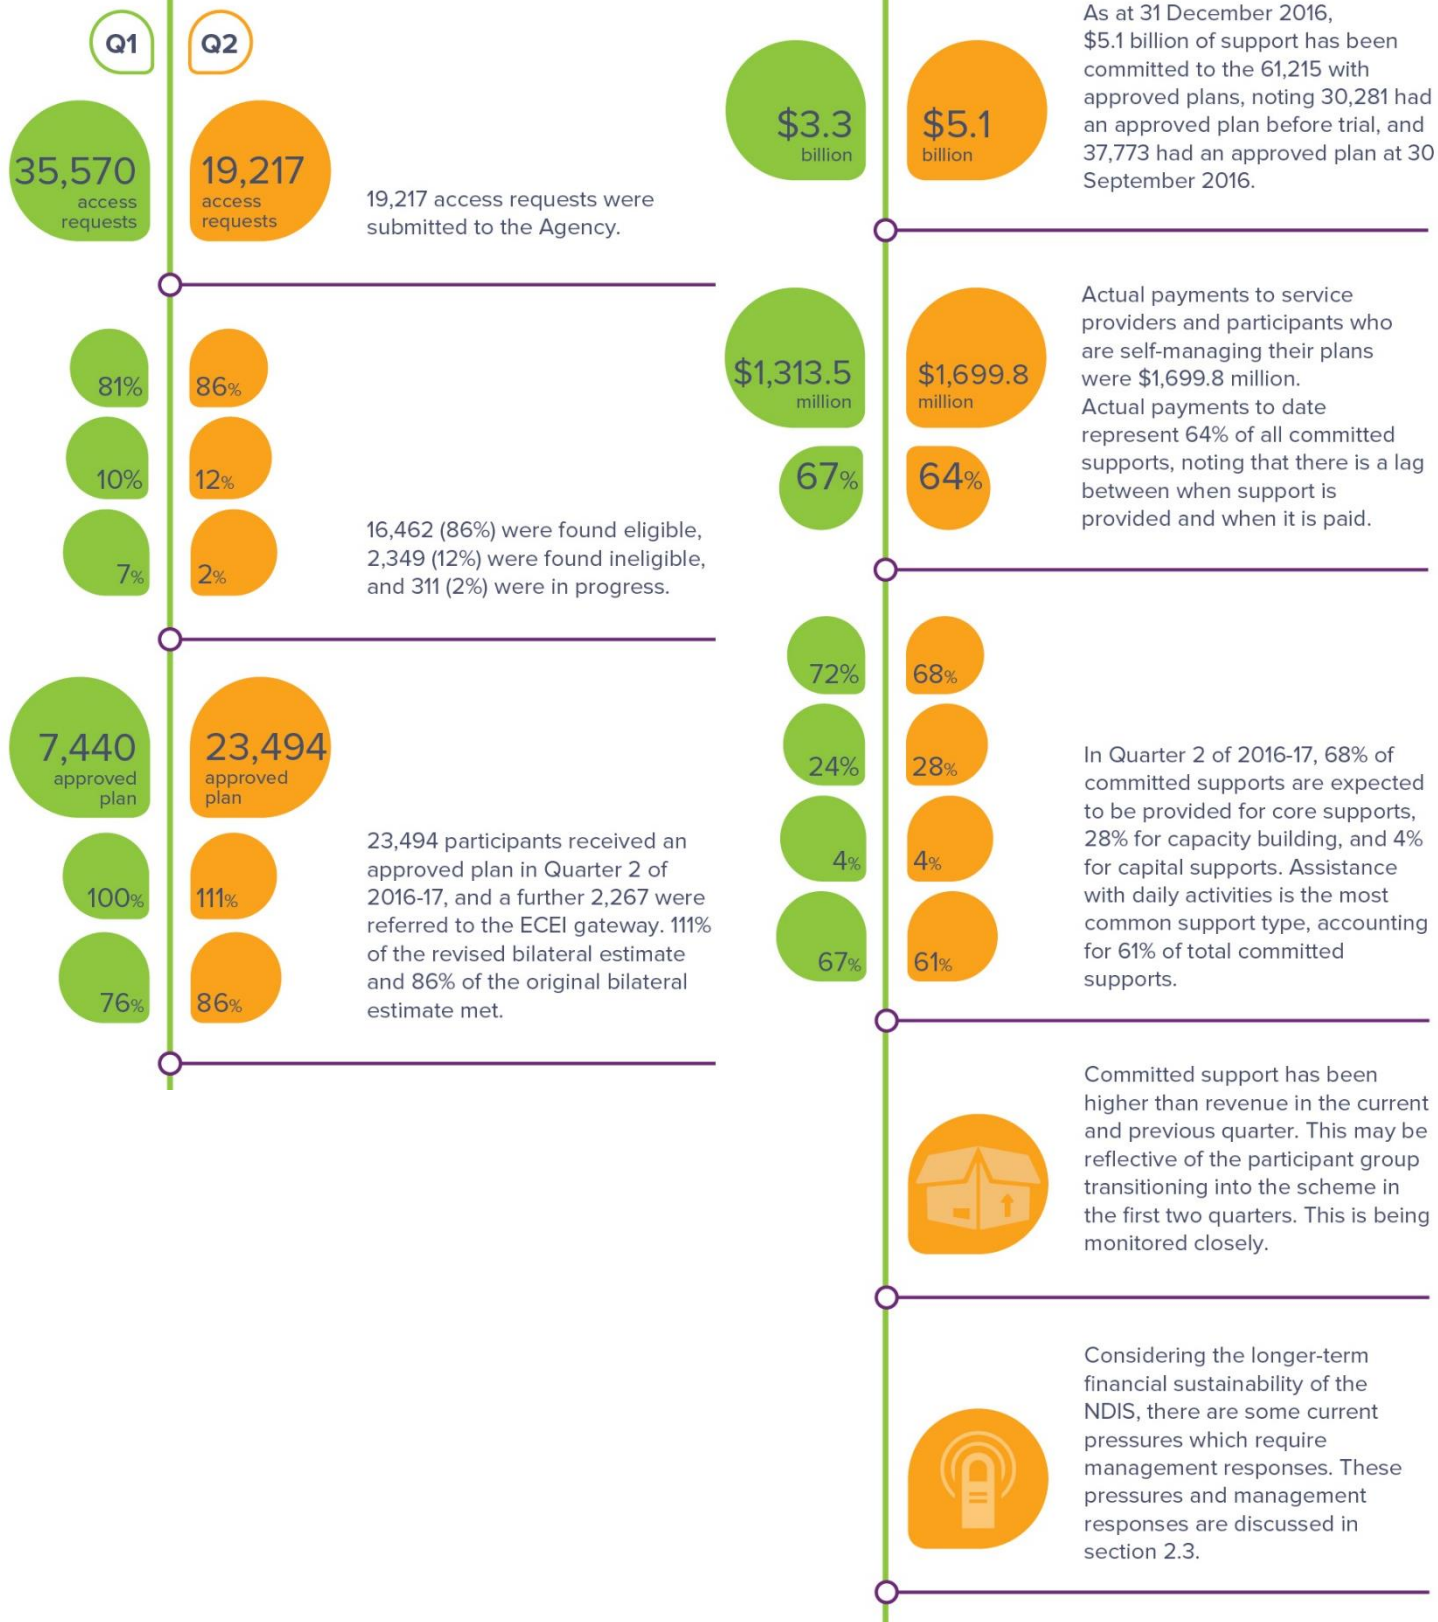 Q1
Q2
35,570
access
requests
19,217
access
requests
19,217 access requests were
submitted to the Agency.
81%
86%
10%
12%
7%
2%
16,462 (86%) were found eligible,
2,349 (12%) were found ineligible,
and 311 (2%) were in progress.
7,440
approved
plan
23,494
approved
plan
100%
111%
76%
86%
23,494 participants received an
approved plan in Quarter 2 of
2016-17, and a further 2,267 were
referred to the ECEI gateway. 111%
of the revised bilateral estimate
and 86% of the original bilateral
estimate met.
$3.3
billion
$5.1
billion
As at 31 December 2016,
$5.1 billion of support has been
committed to the 61,215 with
approved plans, noting 30,281 had
an approved plan before trial, and
37,773 had an approved plan at 30
September 2016.
$1,313.5
million
$1,699.8
million
67%
64%
Actual payments to service
providers and participants who
are self-managing their plans
were $1,699.8 million.
Actual payments to date
represent 64% of all committed
supports, noting that there is a lag
between when support is
provided and when it is paid.
72%
68%
24%
28%
4%
4%
67%
61%
In Quarter 2 of 2016-17, 68% of
committed supports are expected
to be provided for core supports,
28% for capacity building, and 4%
for capital supports. Assistance
with daily activities is the most
common support type, accounting
for 61% of total committed
supports.
Committed support has been
higher than revenue in the current
and previous quarter. This may be
reflective of the participant group
transitioning into the scheme in
the first two quarters. This is being
monitored closely.
Considering the longer-term
financial sustainability of the
NDIS, there are some current
pressures which require
management responses. These
pressures and management
responses are discussed in
section 2.3.